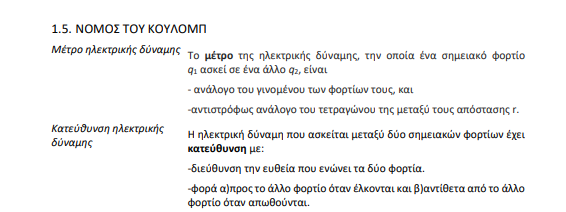 1.5. ΝΟΜΟΣ ΤΟΥ ΚΟΥΛΟΜΠ
Μέτρο ηλεκτρικής δύναμης
Το μέτρο της ηλεκτρικής δύναμης, την οποία ένα σημειακό φορτίο
q1 ασκεί σε ένα άλλο q2, είναι
- ανάλογο του γινομένου των φορτίων τους, και
-αντιστρόφως ανάλογο του τετραγώνου της μεταξύ τους απόστασης r.
Κατεύθυνση ηλεκτρικής
δύναμης
Η ηλεκτρική δύναμη που ασκείται μεταξύ δύο σημειακών φορτίων έχει
κατεύθυνση με:
-διεύθυνση την ευθεία που ενώνει τα δύο φορτία.
-φορά α)προς το άλλο φορτίο όταν έλκονται και β)αντίθετα από το άλλο
φορτίο όταν απωθούνται.